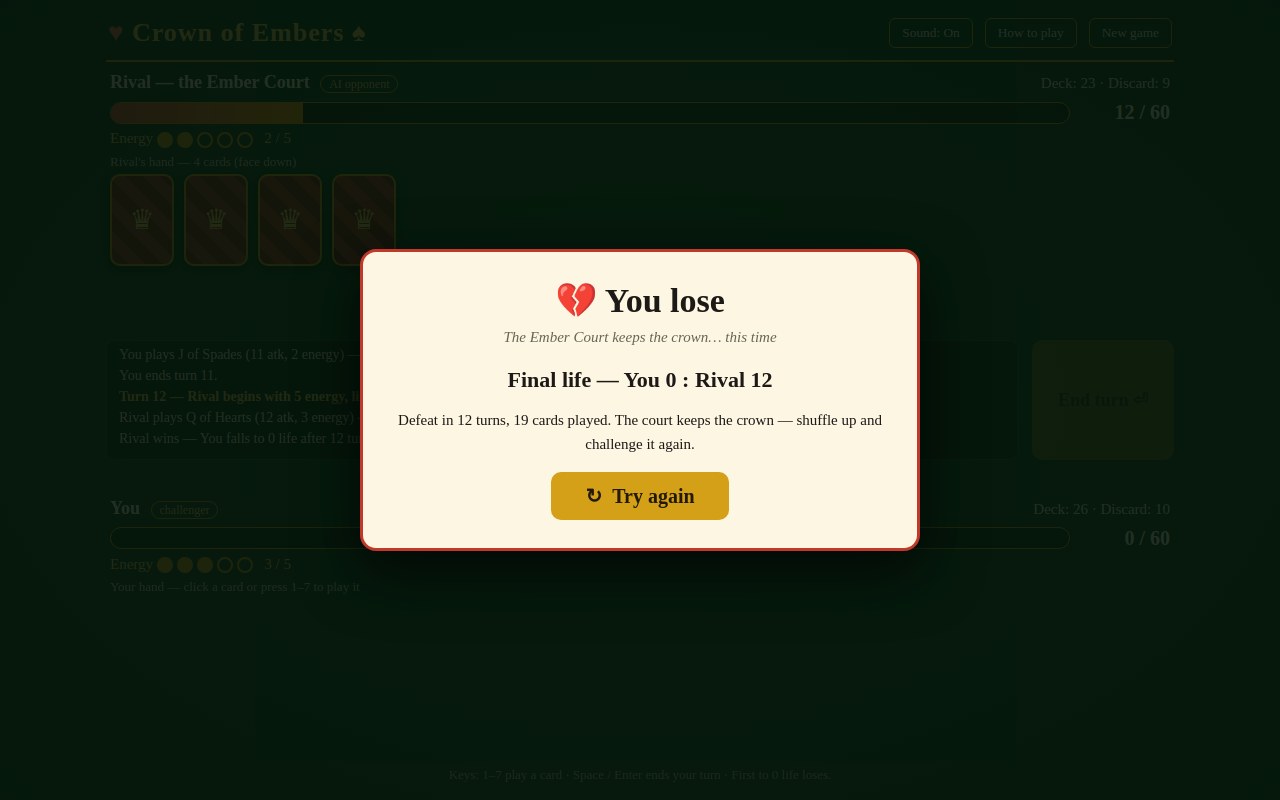 ♥ Crown of Embers ♠
Sound: On
How to play
New game
Rival — the Ember Court
AI opponent
Deck: 23 · Discard: 9
12 / 60
Energy
2 / 5
Rival's hand — 4 cards (face down)
You plays J of Spades (11 atk, 2 energy) —
You ends turn 11.
Turn 12 — Rival begins with 5 energy,
Rival plays Q of Hearts (12 atk, 3 energy)
Rival wins — You falls to 0 life after 12
End turn ⏎
💔 You lose
The Ember Court keeps the crown… this time
Final life — You 0 : Rival 12
Defeat in 12 turns, 19 cards played. The court keeps the crown — shuffle up and
challenge it again.
↻ Try again
You
challenger
Deck: 26 · Discard: 10
0 / 60
Energy
3 / 5
Your hand — click a card or press 1–7 to play it
Keys: 1–7 play a card · Space / Enter ends your turn · First to 0 life loses.